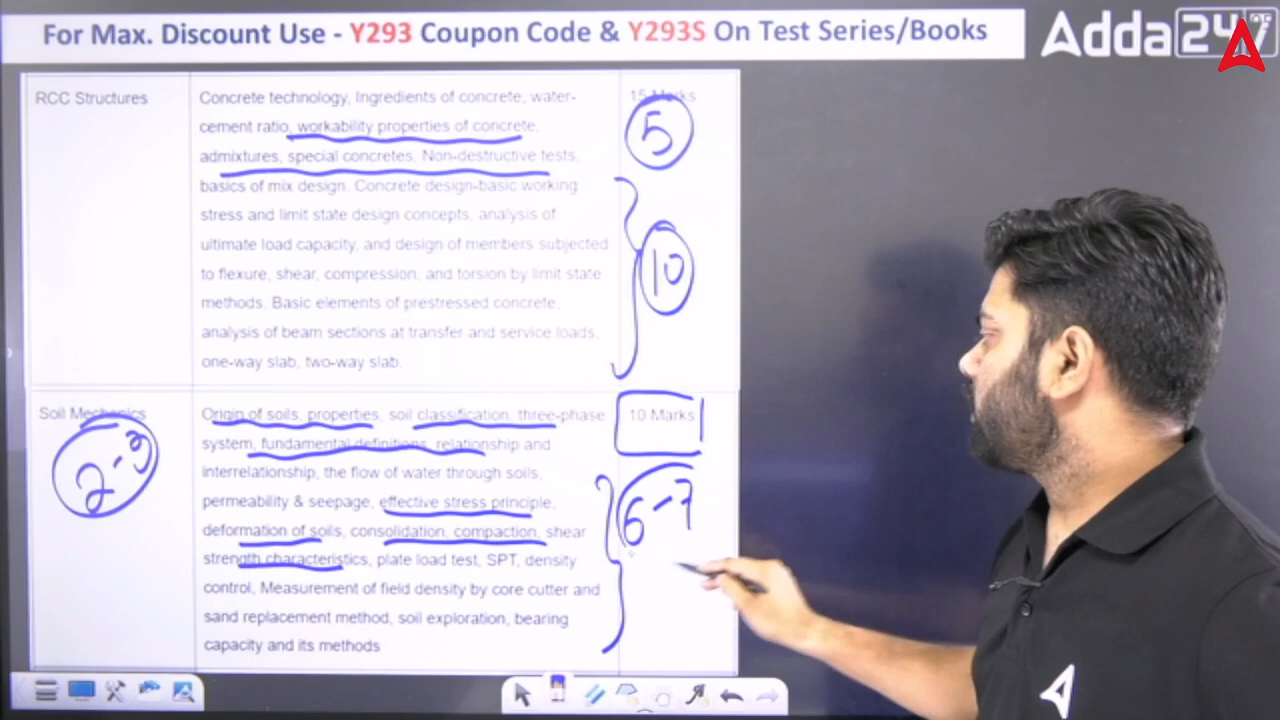 For Max. Discount Use - Y293 Coupon Code & Y293S On Test Series/Books
Adda247
RCC Structures
Concrete technology, Ingredients of concrete, water-
cement ratio, workability properties of concrete,
admixtures, special concretes, Non-destructive tests,
basics of mix design. Concrete design-basic working
stress and limit state design concepts, analysis of
ultimate load capacity, and design of members subjected
to flexure, shear, compression, and torsion by limit state
methods. Basic elements of prestressed concrete,
analysis of beam sections at transfer and service loads,
one-way slab, two-way slab.
15 Marks
5
10
Soil Mechanics
2-3
Origin of soils, properties, soil classification, three-phase
system, fundamental definitions, relationship and
interrelationship, the flow of water through soils,
permeability & seepage, effective stress principle,
deformation of soils, consolidation, compaction, shear
strength characteristics, plate load test, SPT, density
control, Measurement of field density by core cutter and
sand replacement method, soil exploration, bearing
capacity and its methods
10 Marks
6-7